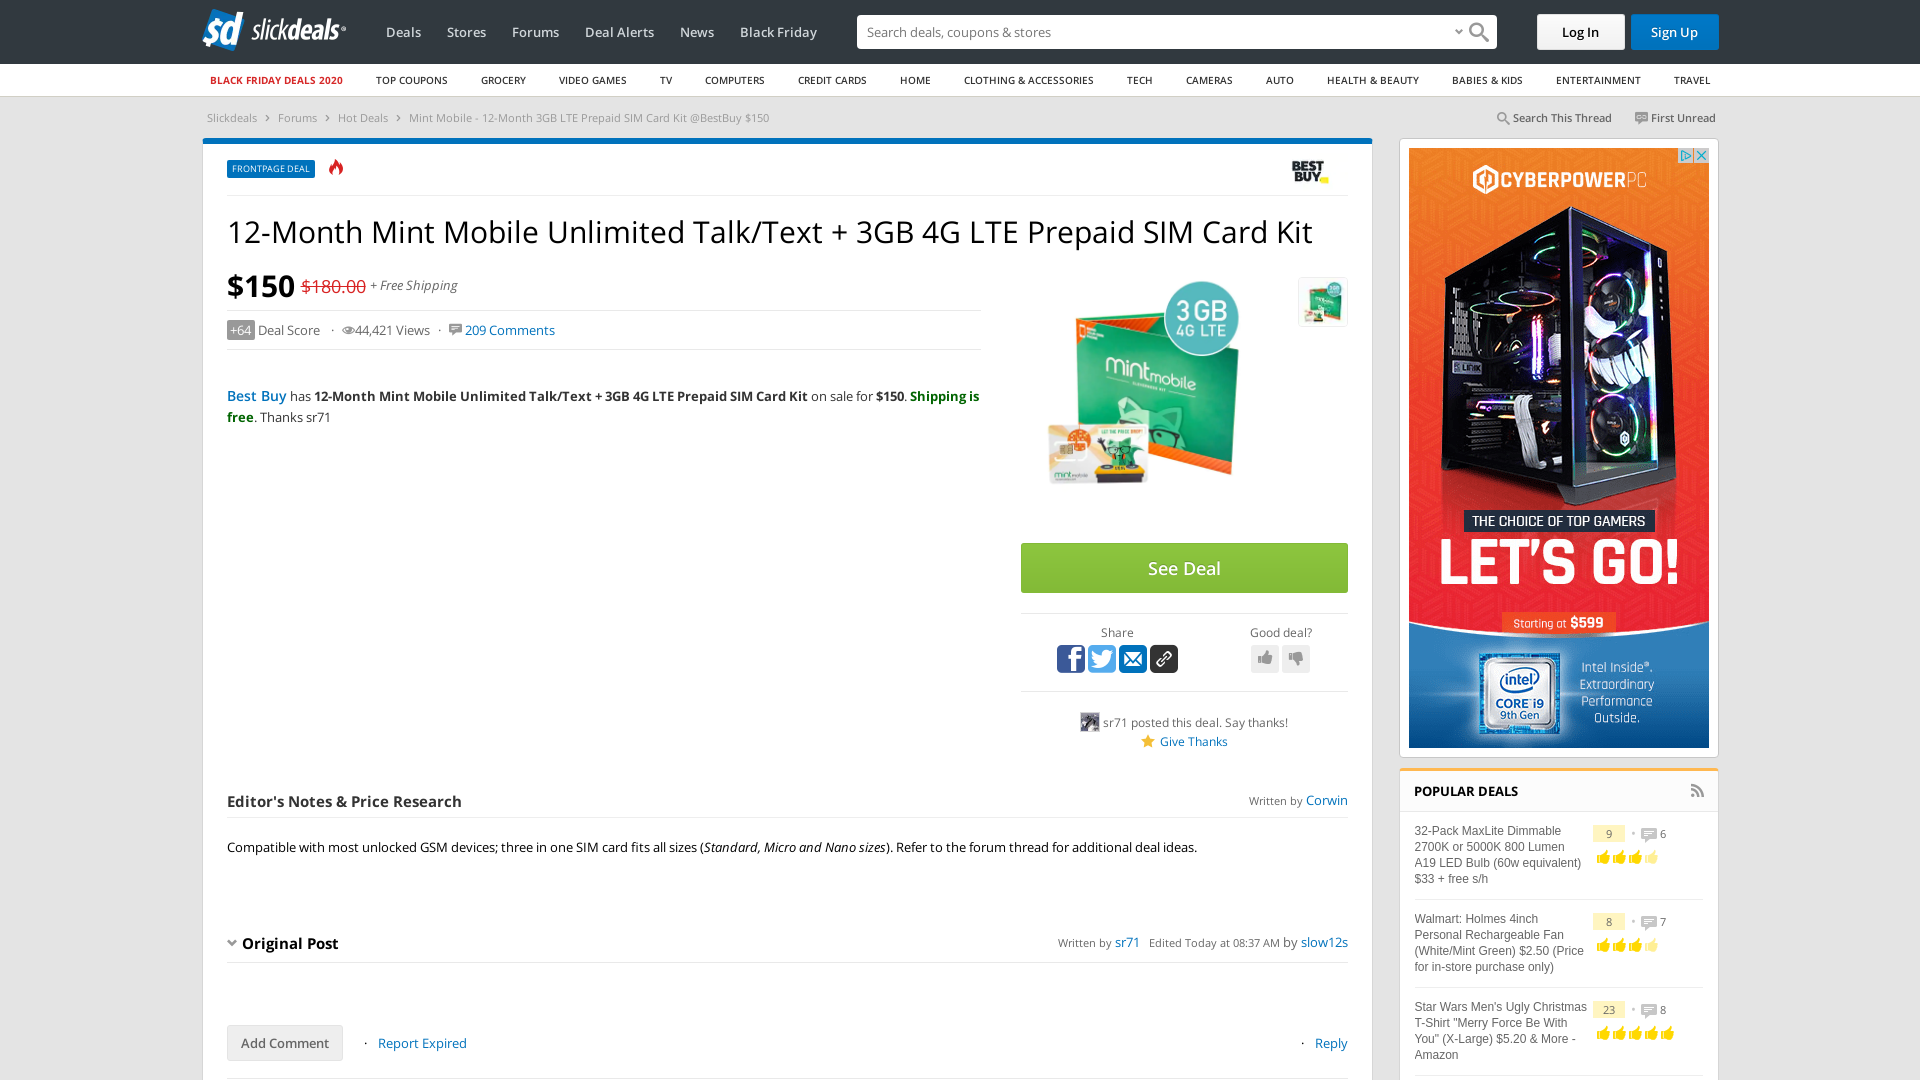 slickdeals
Deals
Stores
Forums
Deal Alerts
News
Black Friday
Search deals, coupons & stores
Log In
Sign Up
BLACK FRIDAY DEALS 2020
TOP COUPONS
GROCERY
VIDEO GAMES
TV
COMPUTERS
CREDIT CARDS
HOME
CLOTHING & ACCESSORIES
TECH
CAMERAS
AUTO
HEALTH & BEAUTY
BABIES & KIDS
ENTERTAINMENT
TRAVEL
Slickdeals › Forums › Hot Deals › Mint Mobile - 12-Month 3GB LTE Prepaid SIM Card Kit @BestBuy $150
Search This Thread
First Unread
FRONTPAGE DEAL
BEST
BUY
12-Month Mint Mobile Unlimited Talk/Text + 3GB 4G LTE Prepaid SIM Card Kit
$150 $180.00 + Free Shipping
+64 Deal Score · 44,421 Views · 209 Comments
Best Buy has 12-Month Mint Mobile Unlimited Talk/Text + 3GB 4G LTE Prepaid SIM Card Kit on sale for $150. Shipping is
free. Thanks sr71
3 GB
4G LTE
mintmobile
mintmobile
See Deal
Share
Good deal?
sr71 posted this deal. Say thanks!
Give Thanks
Editor's Notes & Price Research
Written by Corwin
Compatible with most unlocked GSM devices; three in one SIM card fits all sizes (Standard, Micro and Nano sizes). Refer to the forum thread for additional deal ideas.
Original Post
Written by sr71 Edited Today at 08:37 AM by slow12s
Add Comment
· Report Expired
· Reply
CYBERPOWERPC
THE CHOICE OF TOP GAMERS
LET'S GO!
Starting at $599
intel
CORE i9
9th Gen
Intel Inside®.
Extraordinary
Performance
Outside.
POPULAR DEALS
32-Pack MaxLite Dimmable
2700K or 5000K 800 Lumen
A19 LED Bulb (60w equivalent)
$33 + free s/h
9 • 6
Walmart: Holmes 4inch
Personal Rechargeable Fan
(White/Mint Green) $2.50 (Price
for in-store purchase only)
8 • 7
Star Wars Men's Ugly Christmas
T-Shirt "Merry Force Be With
You" (X-Large) $5.20 & More -
Amazon
23 • 8